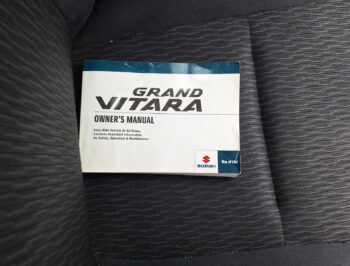 GRAND
VITARA
OWNER'S MANUAL
Keep With Vehicle At All Times
Contains Important Information
On Safety, Operation & Maintenance
SUZUKI
Way of Life!